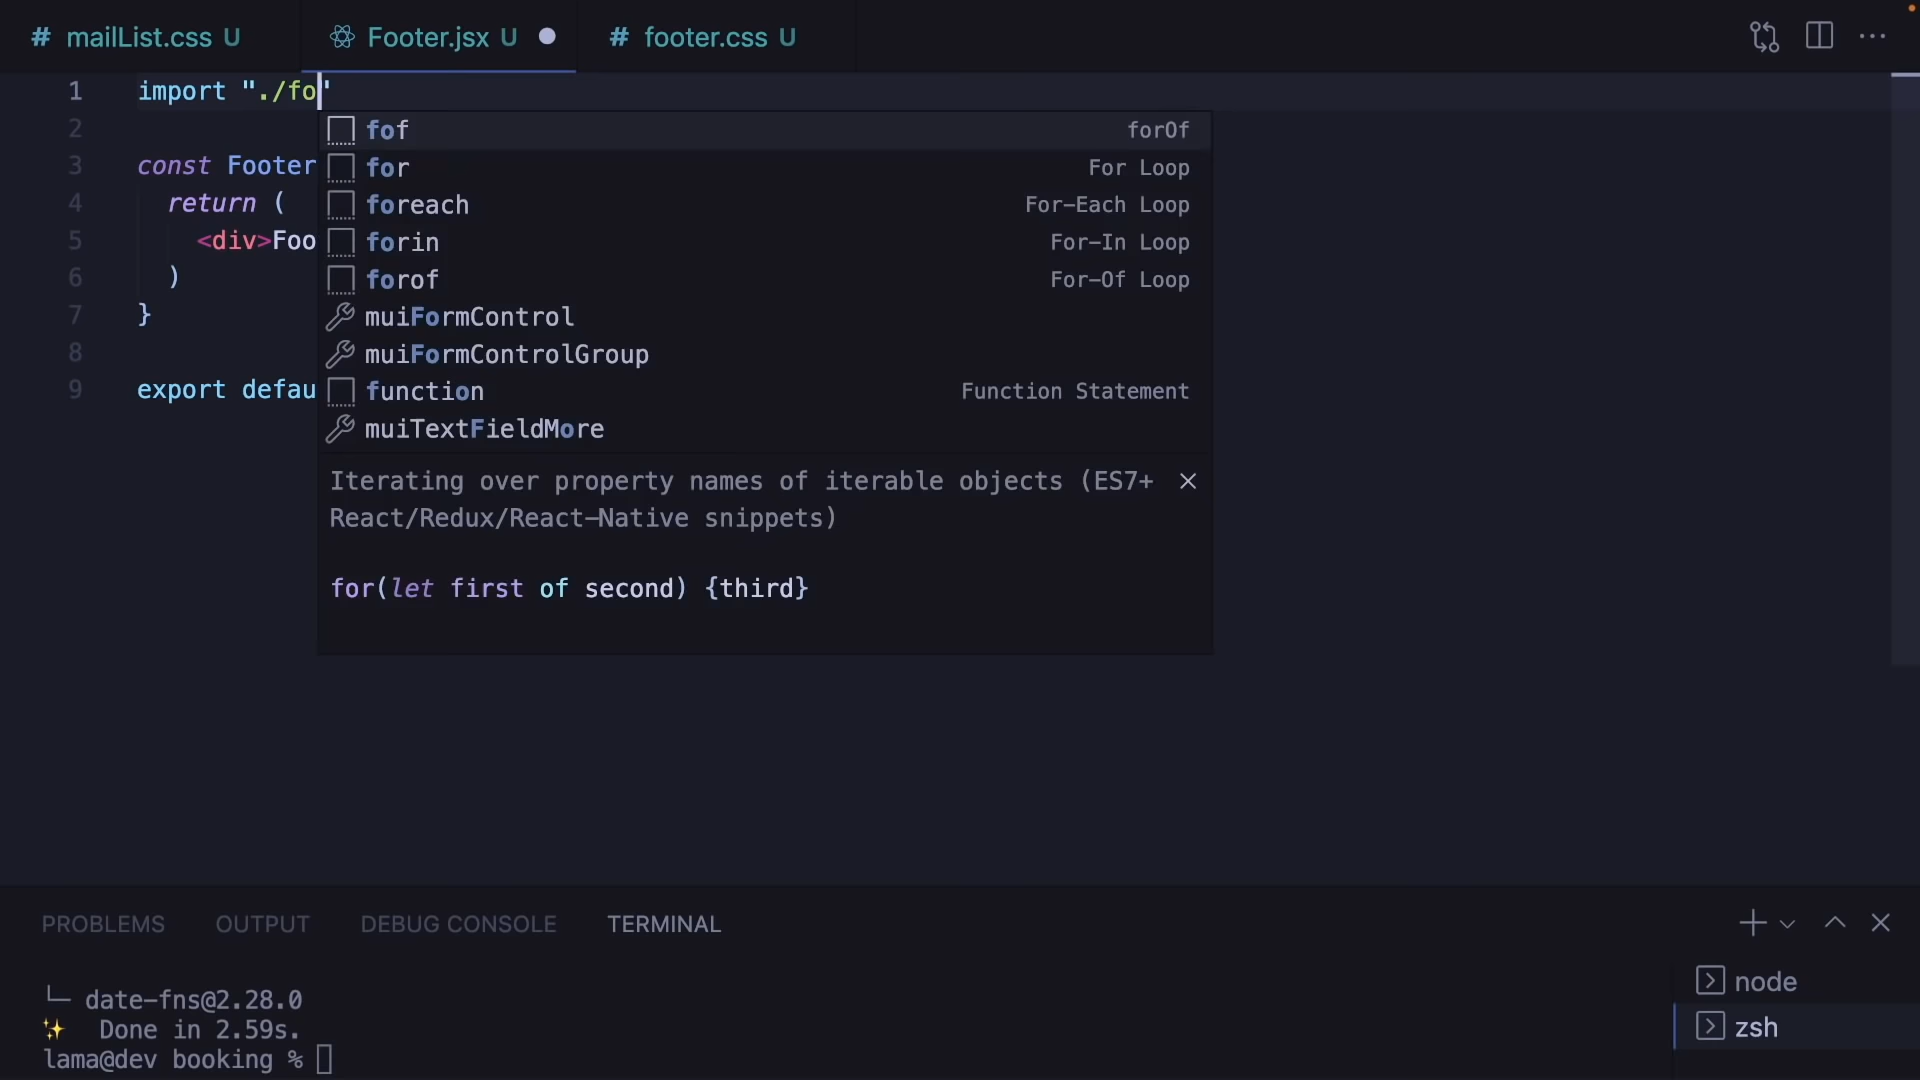 # mailList.css U
Footer.jsx U
# footer.css U
1 import "./fo"
2
3 const Footer
4 return (
5 <div>Foo
6 )
7 }
8
9 export defau
fof forOf
for For Loop
foreach For-Each Loop
forin For-In Loop
forof For-Of Loop
muiFormControl
muiFormControlGroup
function Function Statement
muiTextFieldMore
Iterating over property names of iterable objects (ES7+
React/Redux/React-Native snippets)
for(let first of second) {third}
PROBLEMS OUTPUT DEBUG CONSOLE TERMINAL
└─ date-fns@2.28.0
✨ Done in 2.59s.
lama@dev booking %
node
zsh